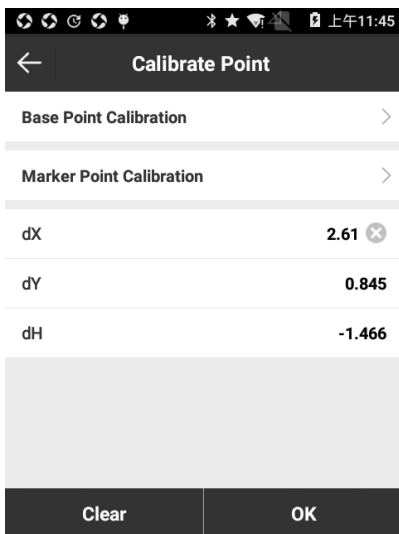 上午11:45
Calibrate Point
Base Point Calibration
Marker Point Calibration
dX 2.61
dY 0.845
dH -1.466
Clear OK